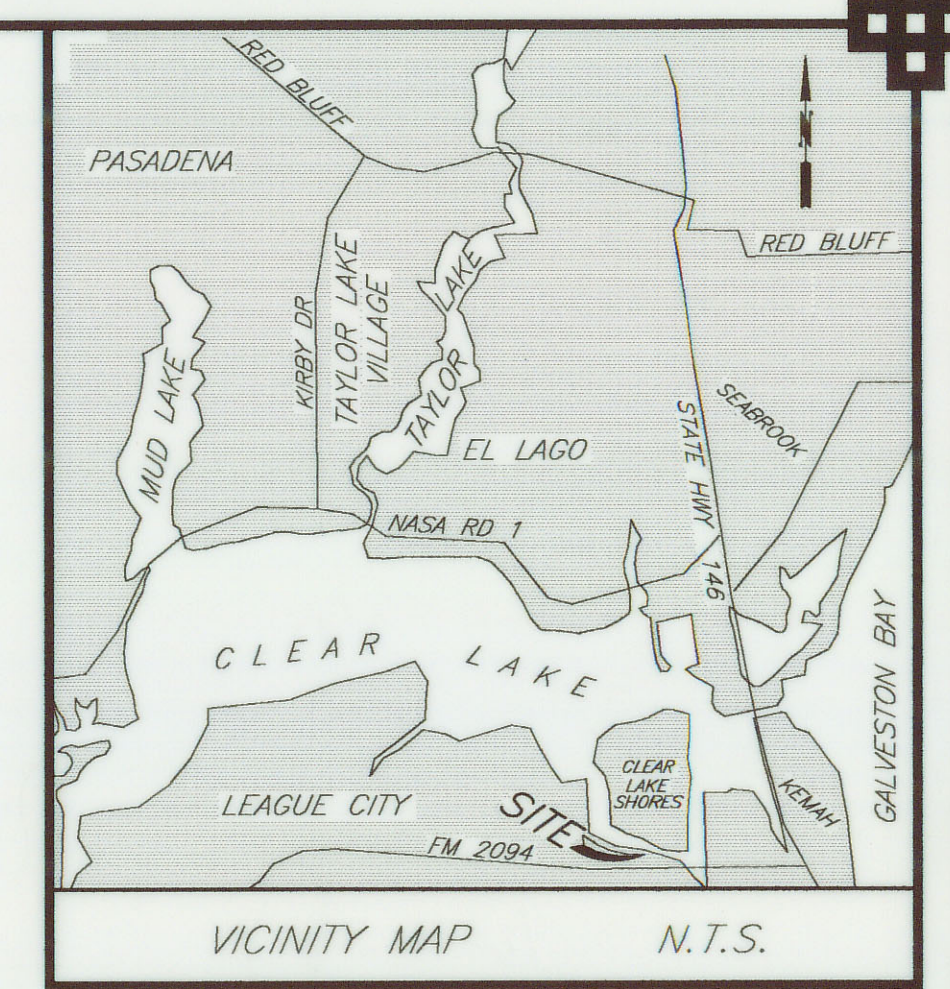 RED BLUFF
N
PASADENA
RED BLUFF
TAYLOR LAKE
VILLAGE
KIRBY DR
TAYLOR LAKE
MUD LAKE
SEABROOK
STATE HWY 146
EL LAGO
NASA RD 1
CLEAR LAKE
GALVESTON BAY
CLEAR
LAKE
SHORES
KEMAH
LEAGUE CITY
SITE
FM 2094
VICINITY MAP N.T.S.